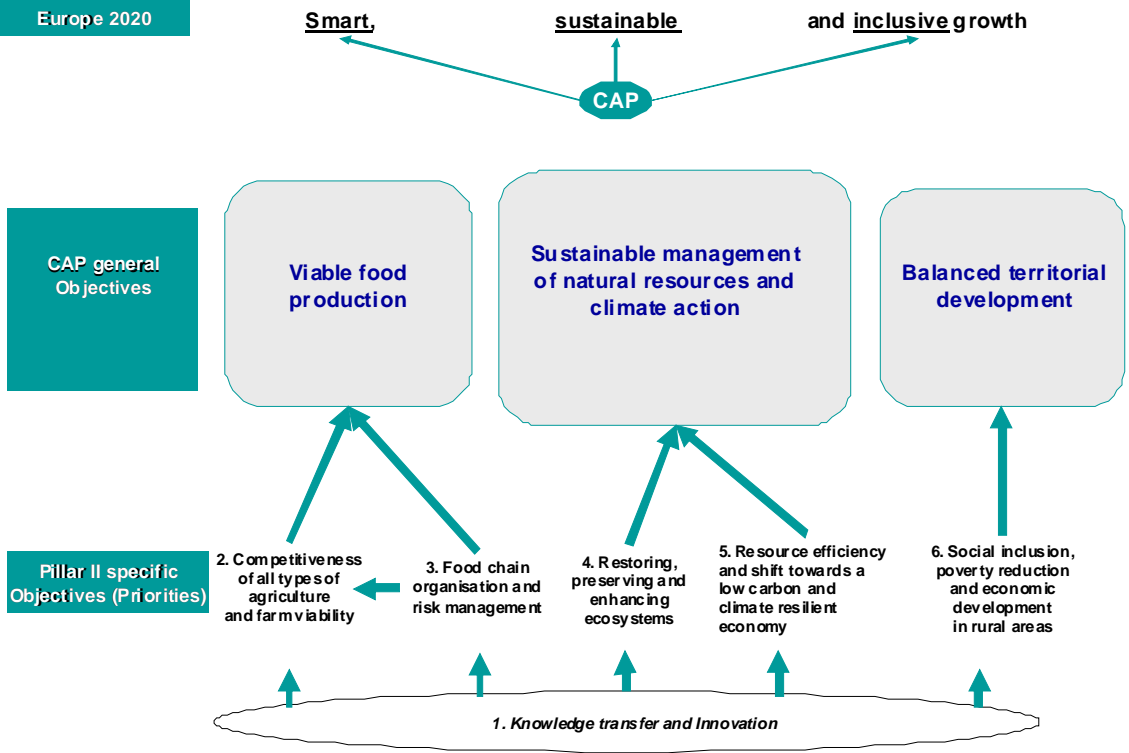 Europe 2020
Smart,
sustainable
and inclusive growth
CAP
CAP general
Objectives
Viable food
production
Sustainable management
of natural resources and
climate action
Balanced territorial
development
Pillar II specific
Objectives (Priorities)
2. Competitiveness
of all types of
agriculture
and farm viability
3. Food chain
organisation and
risk management
4. Restoring,
preserving and
enhancing
ecosystems
5. Resource efficiency
and shift towards a
low carbon and
climate resilient
economy
6. Social inclusion,
poverty reduction
and economic
development
in rural areas
1. Knowledge transfer and Innovation